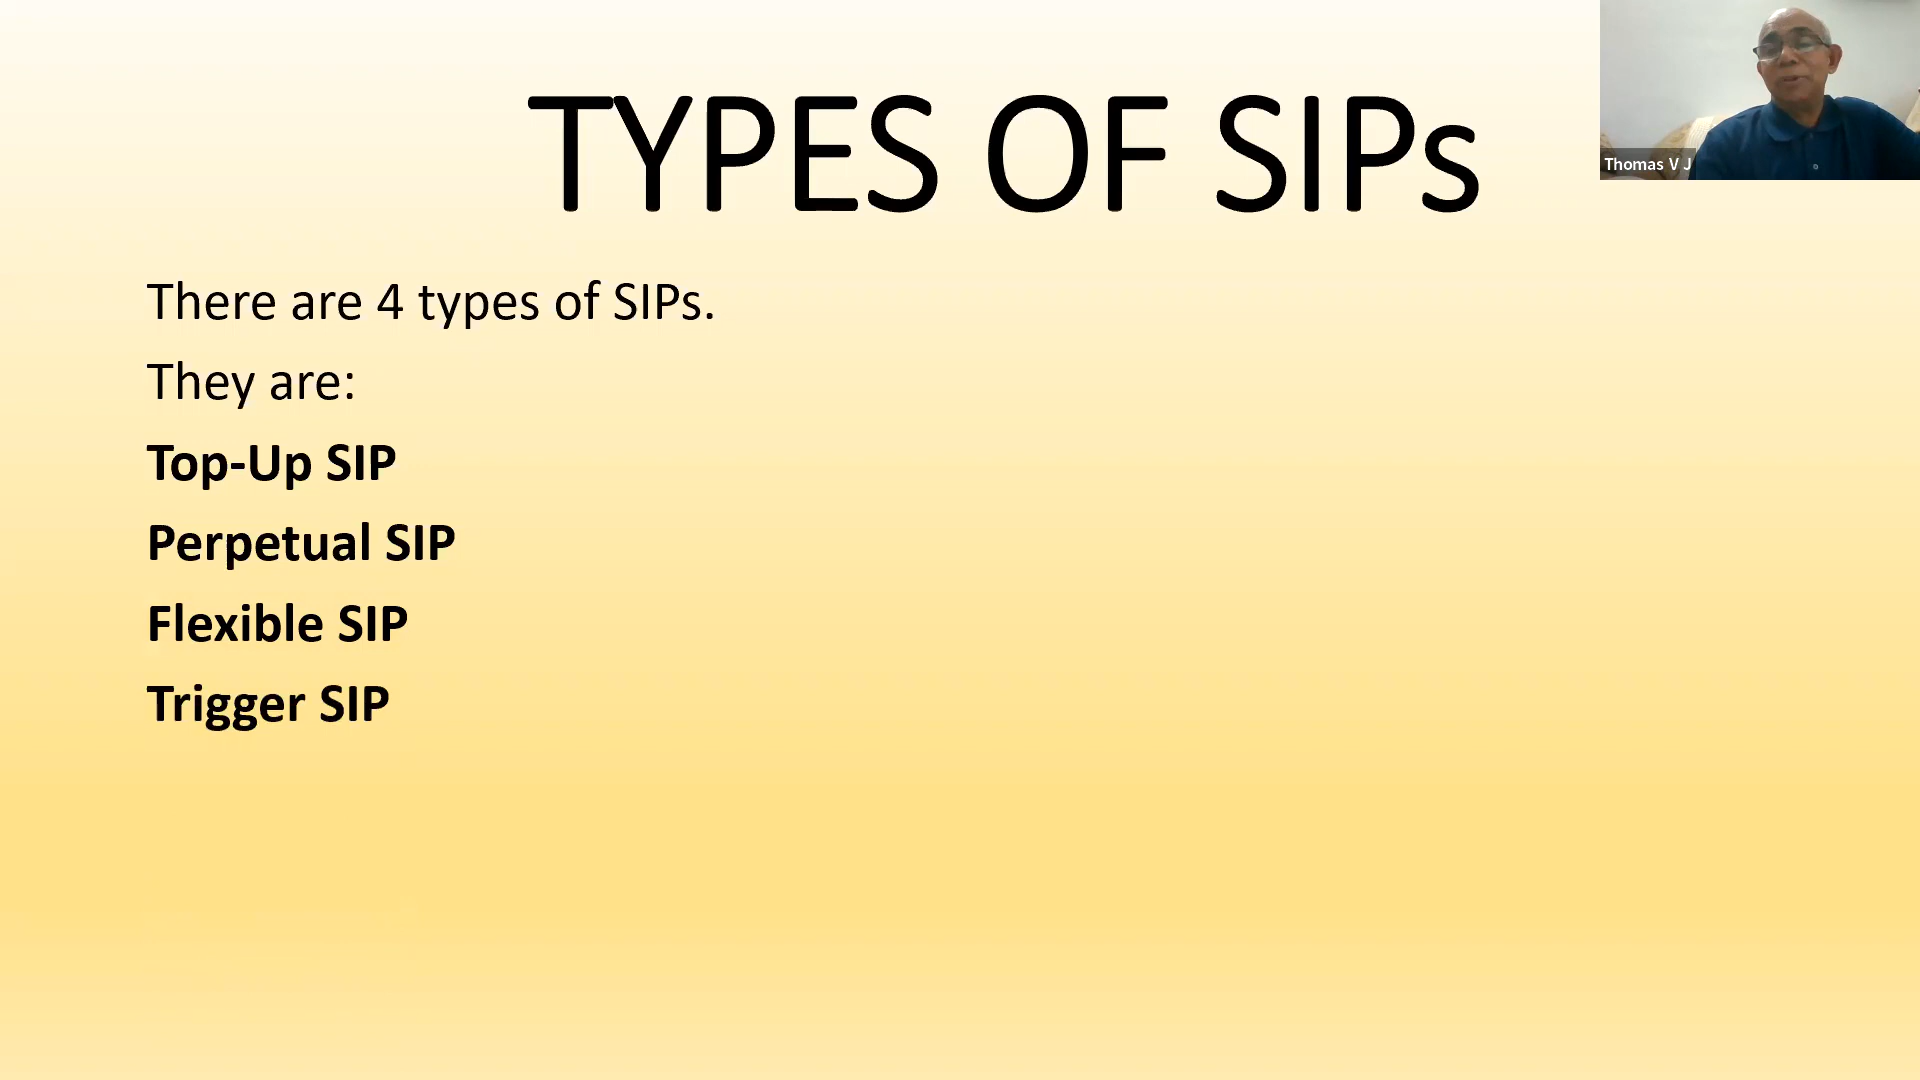 TYPES OF SIPs
Thomas V J
There are 4 types of SIPs.
They are:
Top-Up SIP
Perpetual SIP
Flexible SIP
Trigger SIP